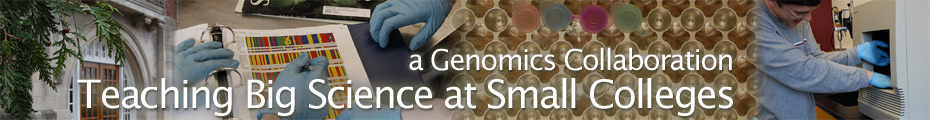 a Genomics Collaboration
Teaching Big Science at Small Colleges